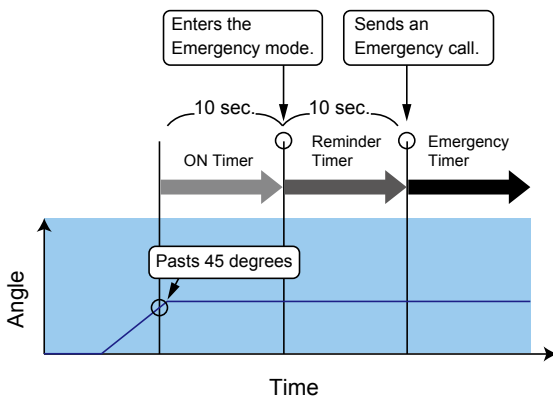 Enters the
Emergency mode.
Sends an
Emergency call.
10 sec.
10 sec.
ON Timer
Reminder
Timer
Emergency
Timer
Pasts 45 degrees
Angle
Time